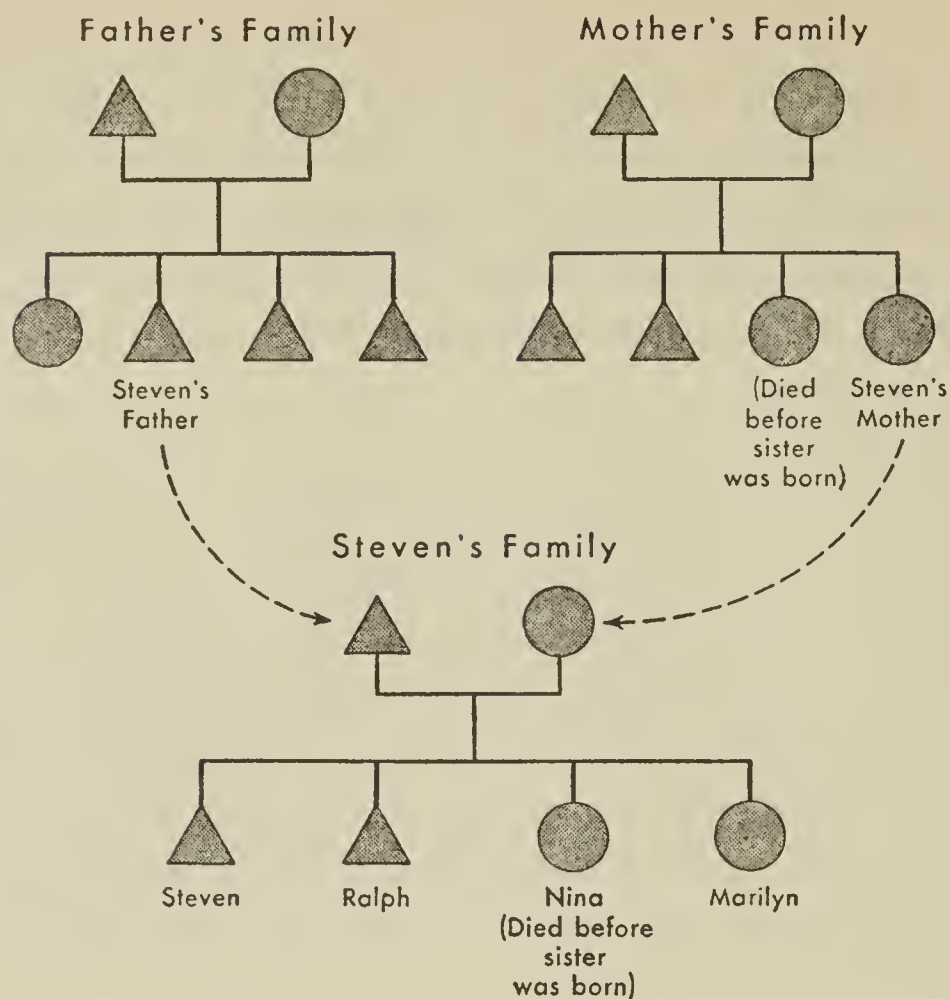 Father's Family
Mother's Family
Steven's
Father
(Died
before
sister
was born)
Steven's
Mother
Steven's Family
Steven
Ralph
Nina
(Died before
sister
was born)
Marilyn